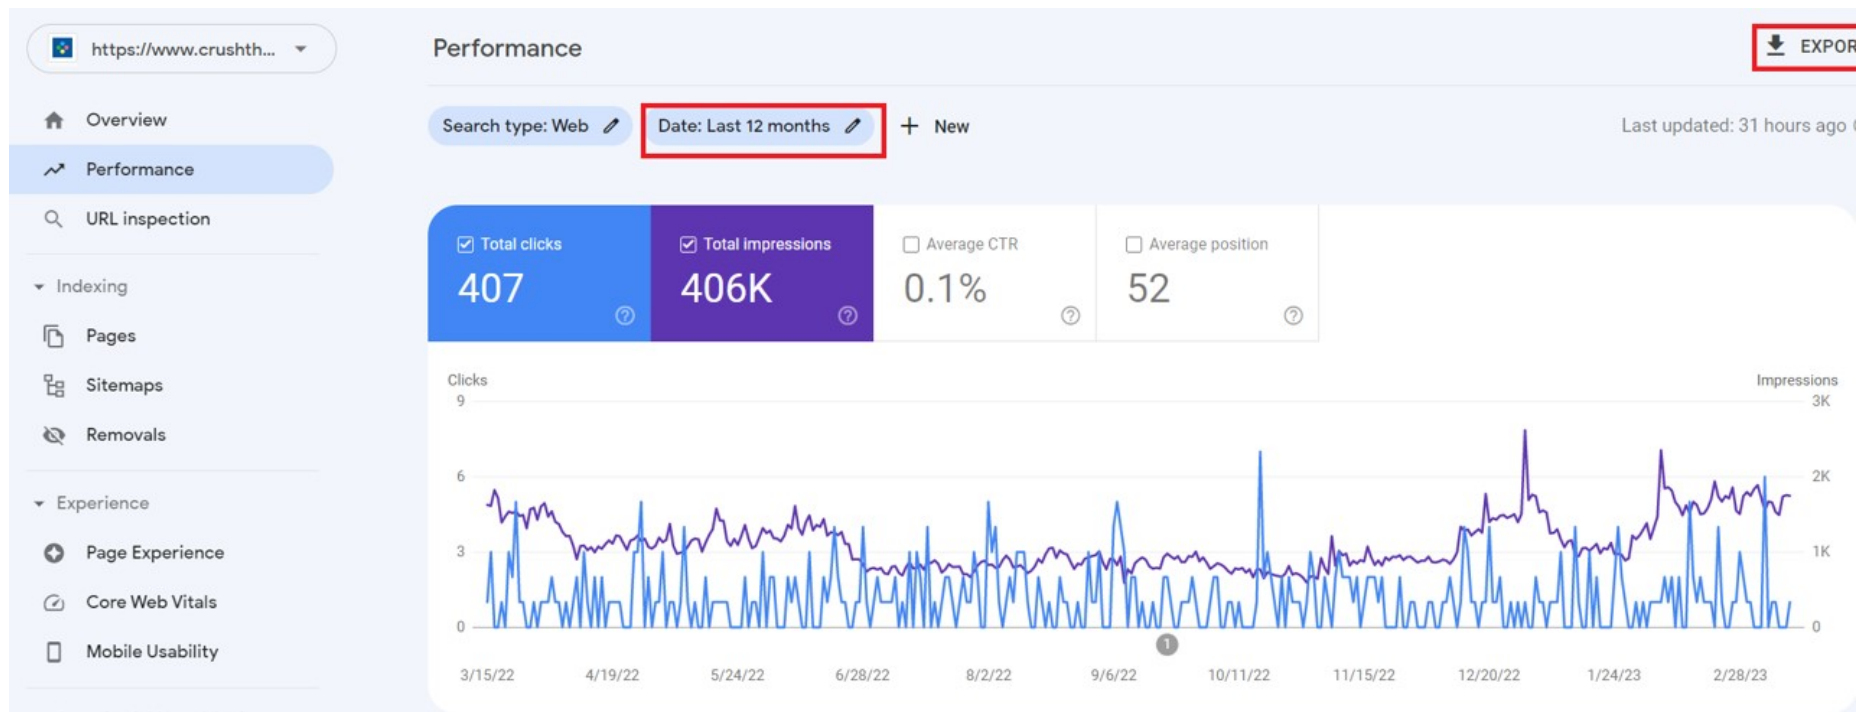 https://www.crushth...
Performance
EXPOR
Overview
Search type: Web
Date: Last 12 months
+ New
Last updated: 31 hours ago
Performance
URL inspection
Total clicks
407
Total impressions
406K
Average CTR
0.1%
Average position
52
Indexing
Pages
Sitemaps
Removals
Experience
Page Experience
Core Web Vitals
Mobile Usability
Clicks
Impressions
9
3K
6
2K
3
1K
0
0
1
3/15/22
4/19/22
5/24/22
6/28/22
8/2/22
9/6/22
10/11/22
11/15/22
12/20/22
1/24/23
2/28/23